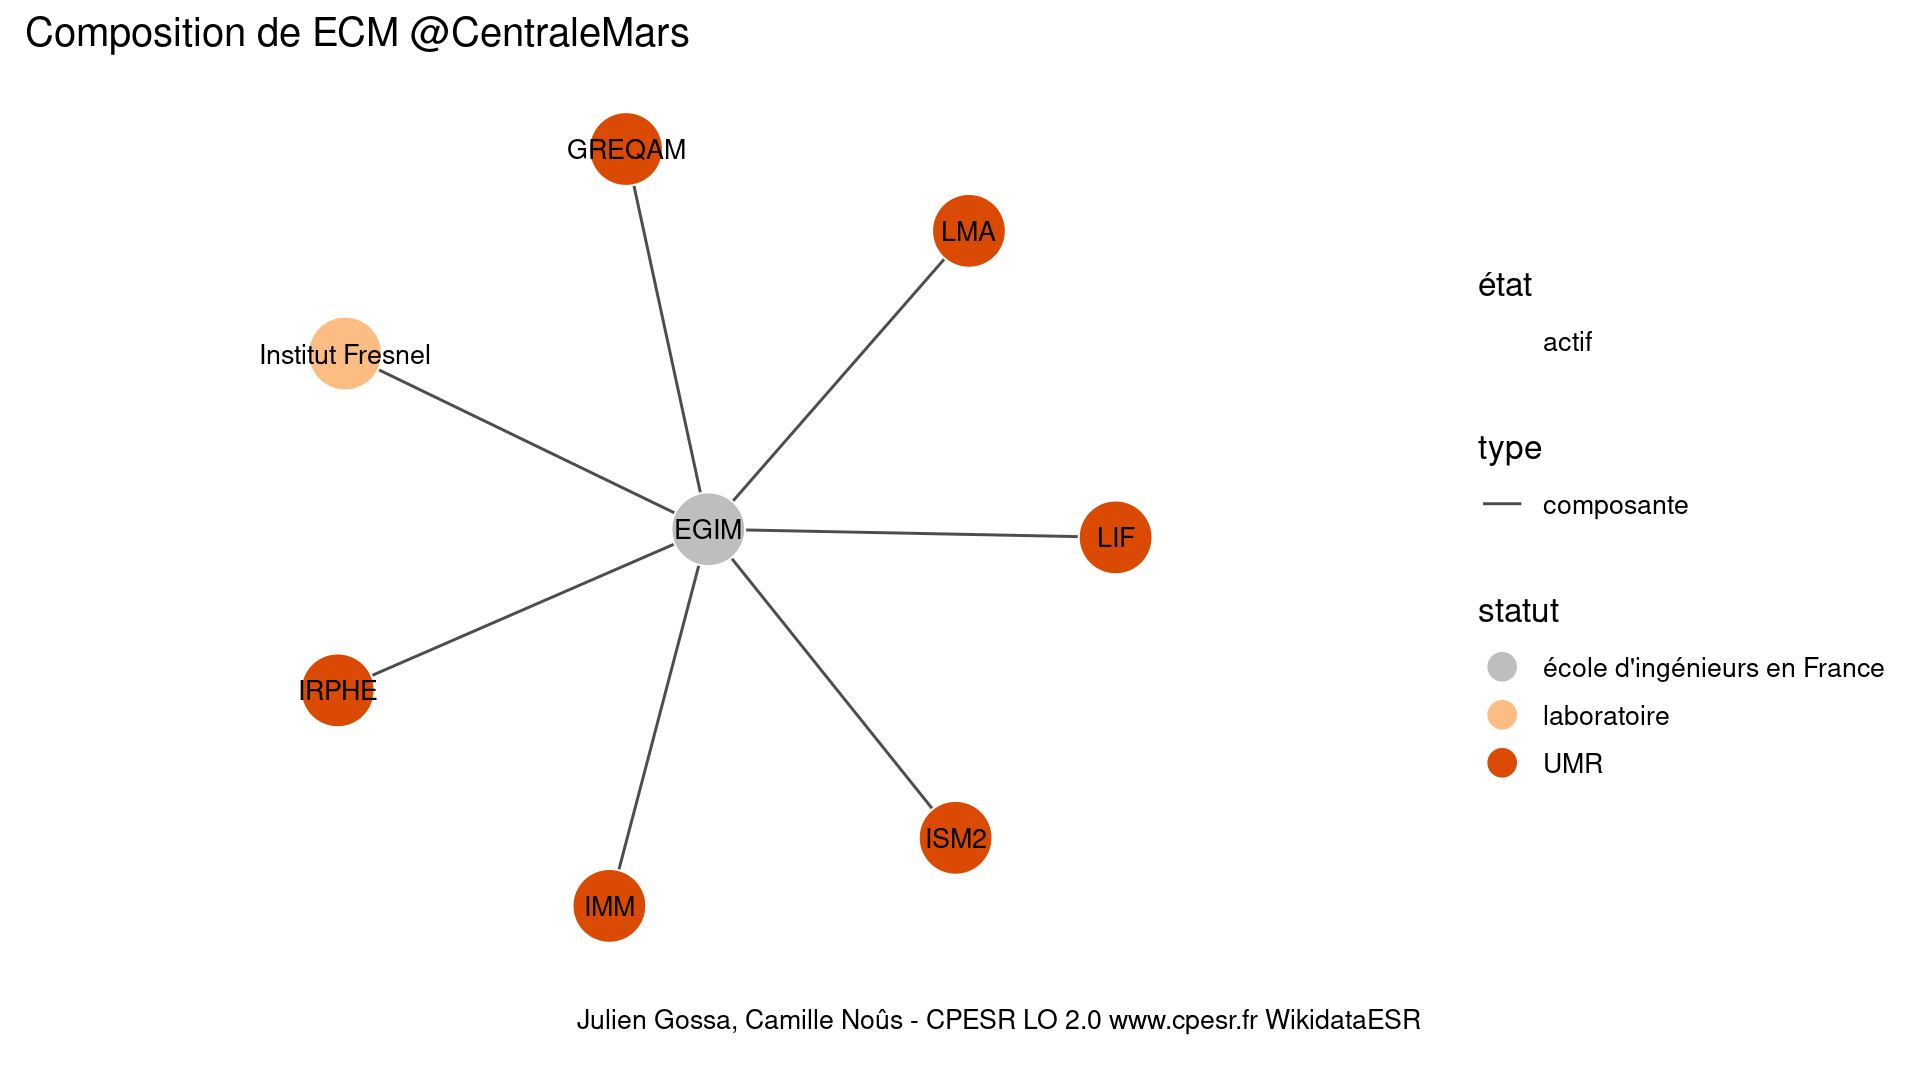 Composition de ECM @CentraleMars
GREQAM
LMA
Institut Fresnel
EGIM
LIF
IRPHE
ISM2
IMM
état
actif
type
composante
statut
école d'ingénieurs en France
laboratoire
UMR
Julien Gossa, Camille Noûs - CPESR LO 2.0 www.cpesr.fr WikidataESR